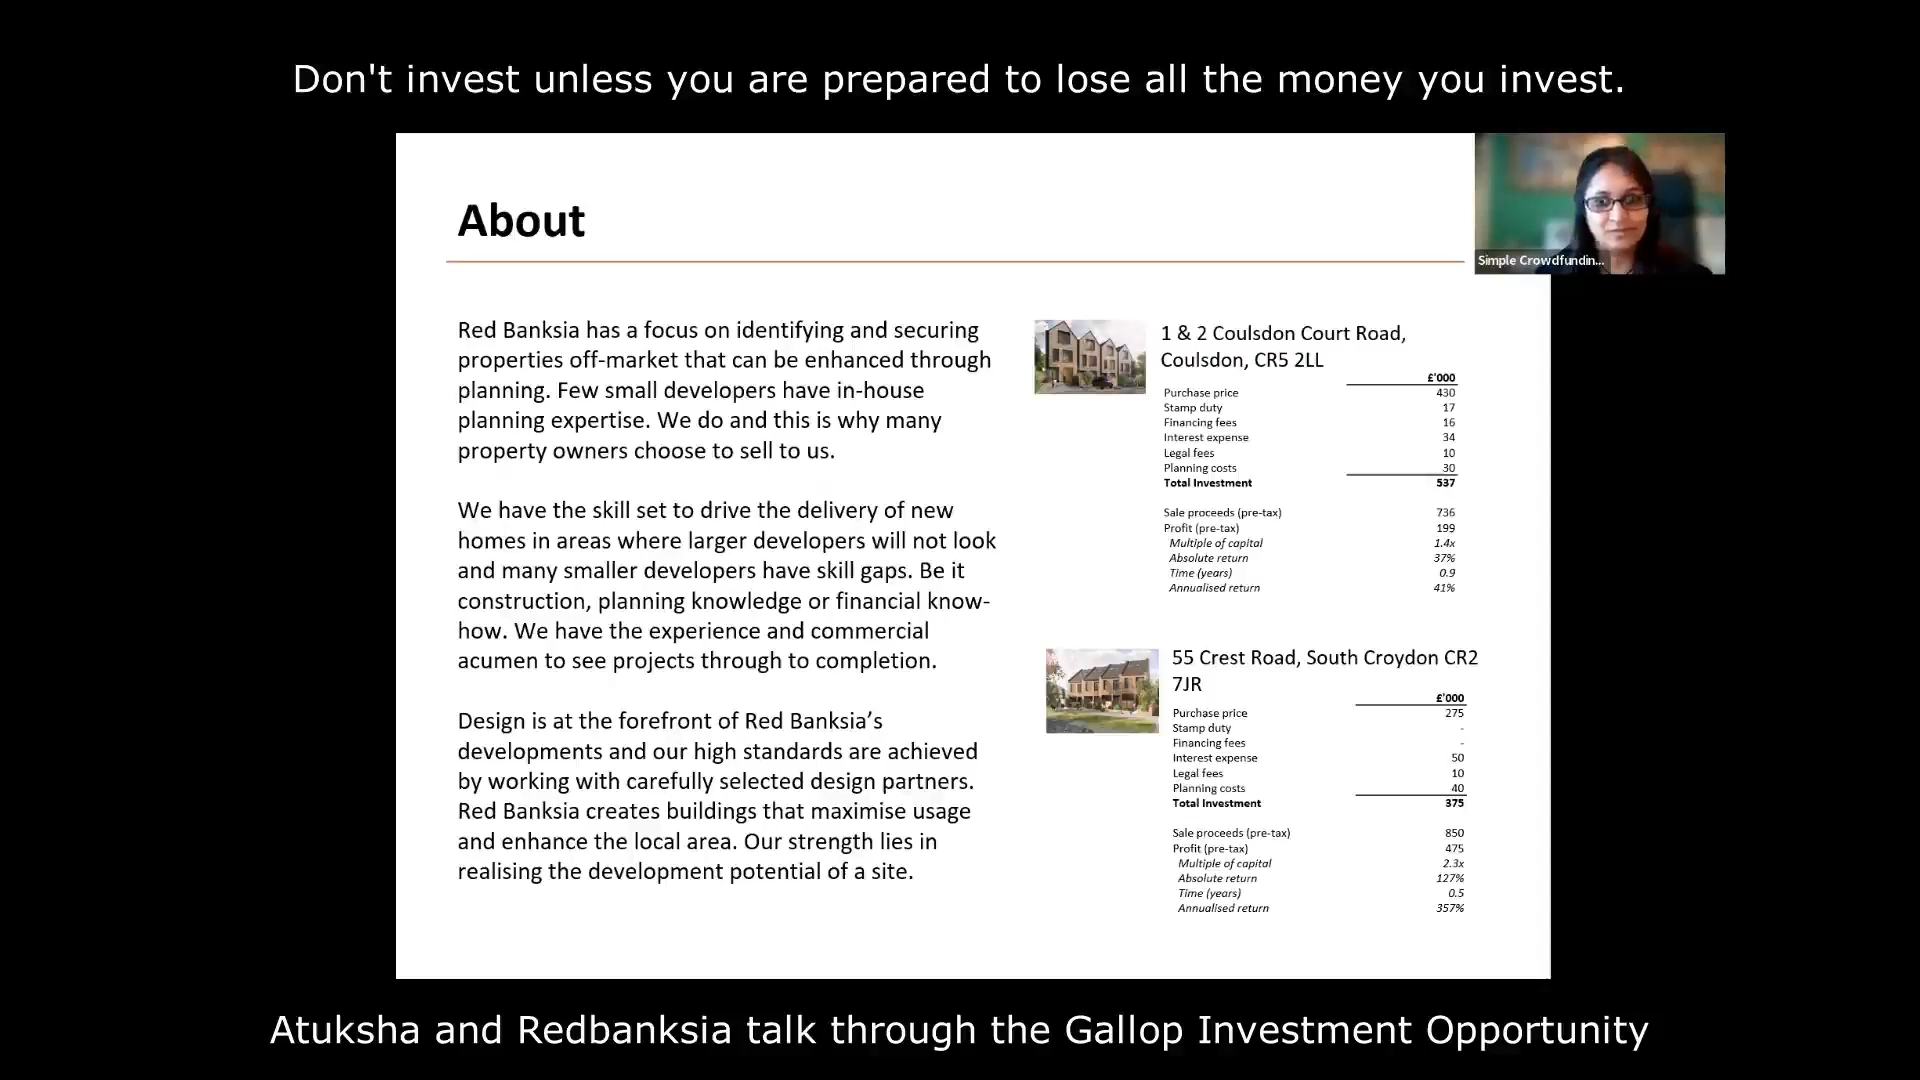 Don't invest unless you are prepared to lose all the money you invest.
Simple Crowdfundin...
About
Red Banksia has a focus on identifying and securing
properties off-market that can be enhanced through
planning. Few small developers have in-house
planning expertise. We do and this is why many
property owners choose to sell to us.
We have the skill set to drive the delivery of new
homes in areas where larger developers will not look
and many smaller developers have skill gaps. Be it
construction, planning knowledge or financial know-
how. We have the experience and commercial
acumen to see projects through to completion.
Design is at the forefront of Red Banksia’s
developments and our high standards are achieved
by working with carefully selected design partners.
Red Banksia creates buildings that maximise usage
and enhance the local area. Our strength lies in
realising the development potential of a site.
1 & 2 Coulsdon Court Road,
Coulsdon, CR5 2LL
£'000
Purchase price 430
Stamp duty 17
Financing fees 16
Interest expense 34
Legal fees 10
Planning costs 30
Total Investment 537
Sale proceeds (pre-tax) 736
Profit (pre-tax) 199
Multiple of capital 1.4x
Absolute return 37%
Time (years) 0.9
Annualised return 41%
55 Crest Road, South Croydon CR2
7JR
£'000
Purchase price 275
Stamp duty -
Financing fees -
Interest expense 50
Legal fees 10
Planning costs 40
Total Investment 375
Sale proceeds (pre-tax) 850
Profit (pre-tax) 475
Multiple of capital 2.3x
Absolute return 127%
Time (years) 0.5
Annualised return 357%
Atuksha and Redbanksia talk through the Gallop Investment Opportunity